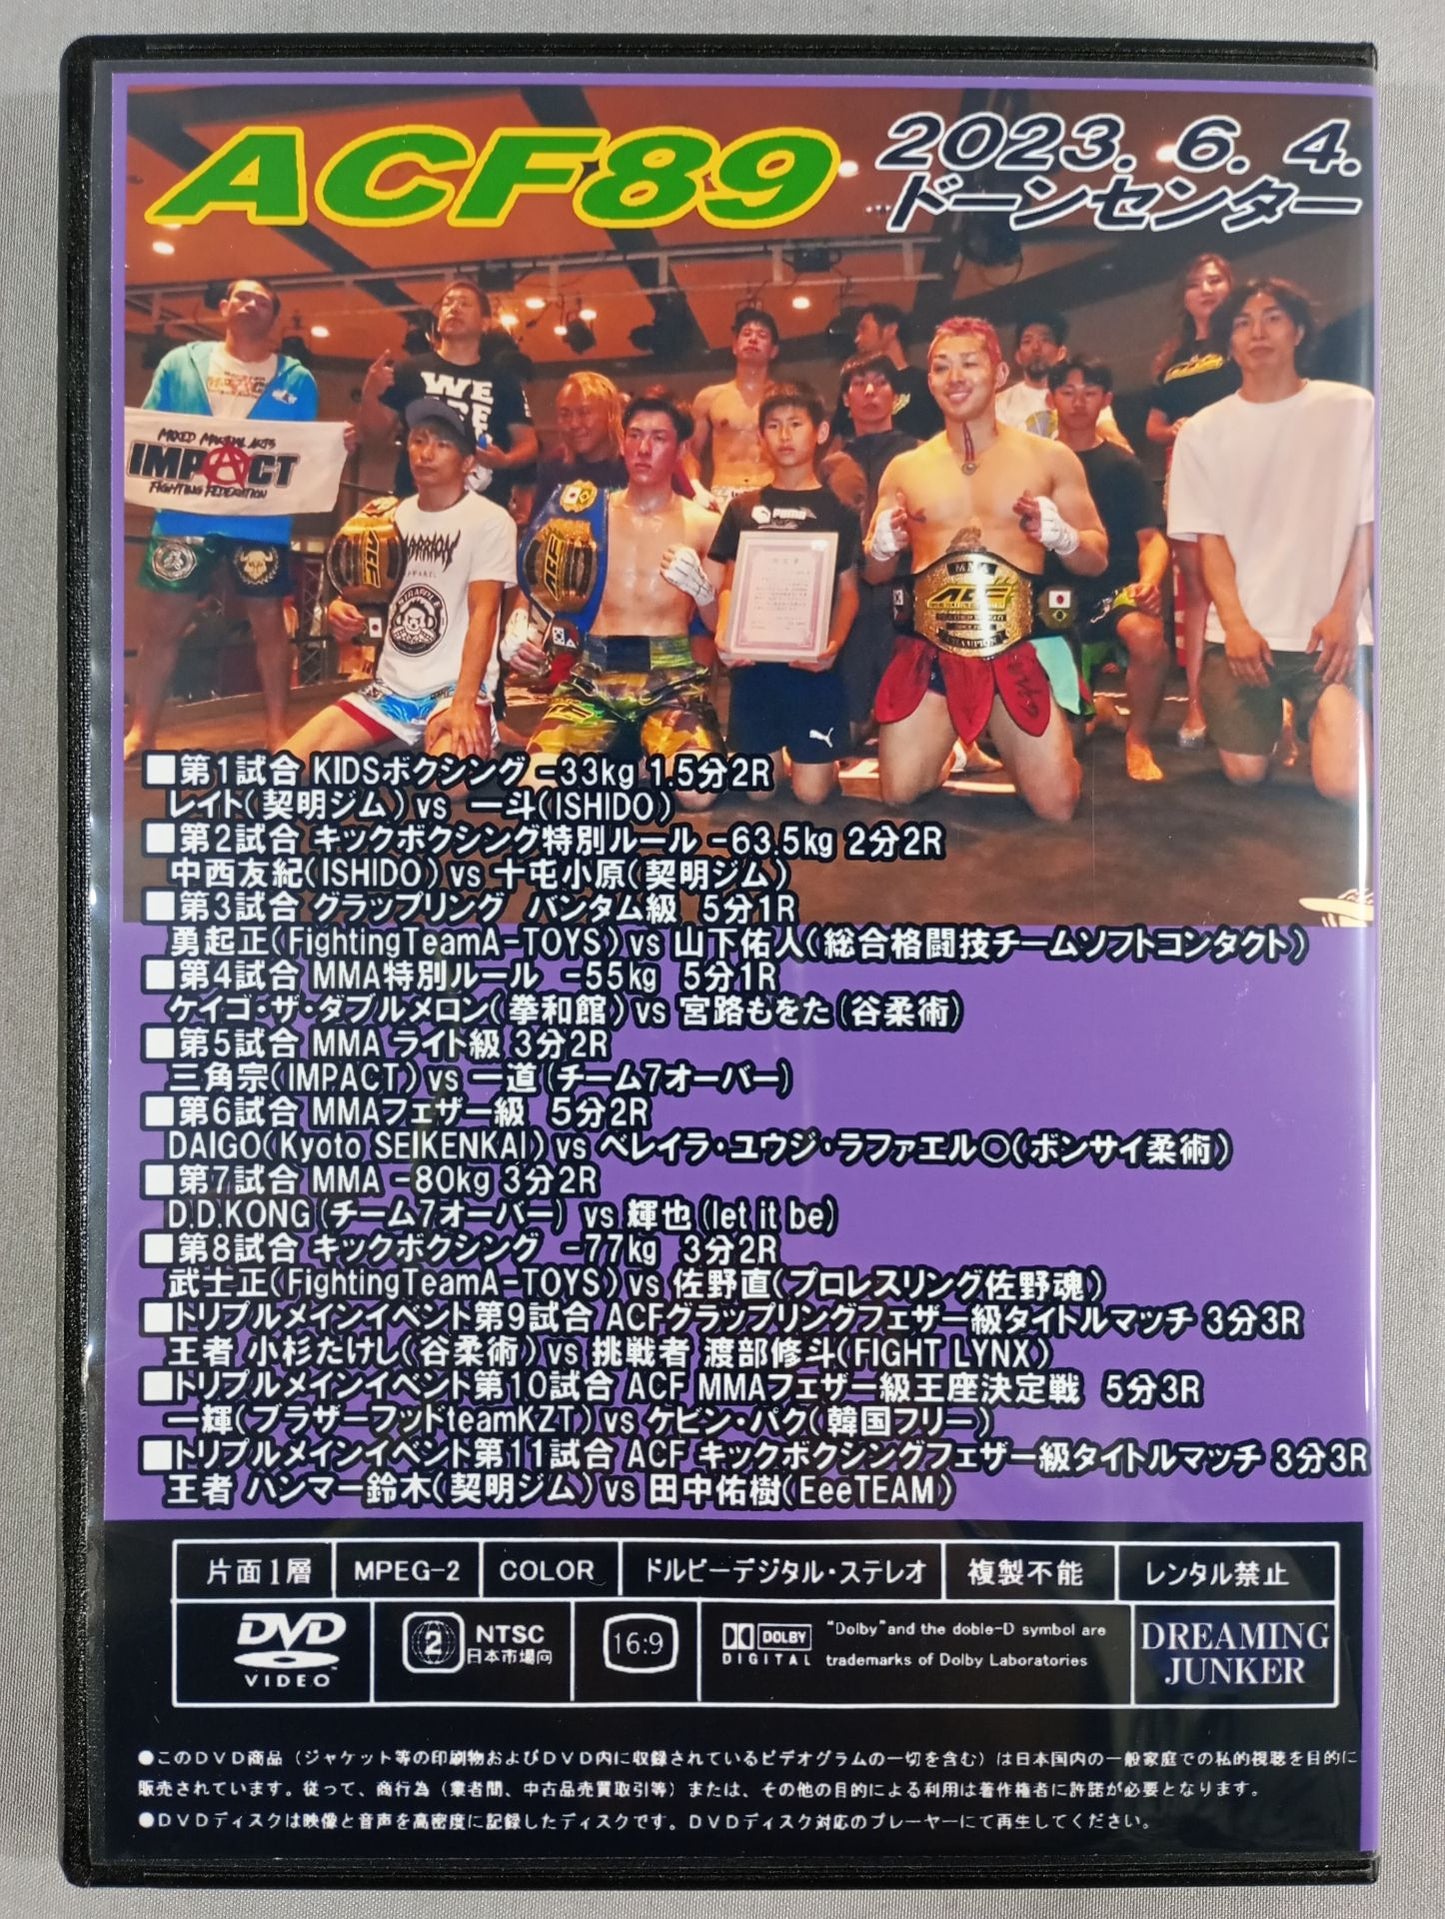 ACF89
2023. 6. 4.
ドーンセンター
WE
MIXED MARTIAL ARTS
IMPACT
FIGHTING FEDERATION
PUMA
MMA
ACF
■第1試合 KIDSボクシング -33kg 1.5分2R
レイト(契明ジム)vs 一斗(ISHIDO)
■第2試合 キックボクシング特別ルール -63.5kg 2分2R
中西友紀(ISHIDO)vs 十屯小原(契明ジム)
■第3試合 グラップリング バンタム級 5分1R
勇起正(FightingTeamA-TOYS)vs 山下佑人(総合格闘技チームソフトコンタクト)
■第4試合 MMA特別ルール -55kg 5分1R
ケイゴ・ザ・ダブルメロン(拳和館)vs 宮路もをた(谷柔術)
■第5試合 MMA ライト級 3分2R
三角宗(IMPACT)vs 一道(チーム7オーバー)
■第6試合 MMAフェザー級 5分2R
DAIGO(Kyoto SEIKENKAI)vs ベレイラ・ユウジ・ラファエル○(ボンサイ柔術)
■第7試合 MMA -80kg 3分2R
D.D.KONG(チーム7オーバー) vs 輝也(let it be)
■第8試合 キックボクシング -77kg 3分2R
武士正(FightingTeamA-TOYS)vs 佐野直(プロレスリング佐野魂)
■トリプルメインイベント第9試合 ACFグラップリングフェザー級タイトルマッチ 3分3R
王者 小杉たけし(谷柔術)vs 挑戦者 渡部修斗(FIGHT LYNX)
■トリプルメインイベント第10試合 ACF MMAフェザー級王座決定戦 5分3R
一輝(ブラザーフッドteamKZT)vs ケビン・パク(韓国フリー)
■トリプルメインイベント第11試合 ACF キックボクシングフェザー級タイトルマッチ 3分3R
王者 ハンマー鈴木(契明ジム)vs 田中佑樹(EeeTEAM)
片面1層 MPEG-2 COLOR ドルビーデジタル・ステレオ 複製不能 レンタル禁止
DVD VIDEO
2 NTSC 日本市場向
16:9
DOLBY DIGITAL
"Dolby"and the doble-D symbol are
trademarks of Dolby Laboratories
DREAMING
JUNKER
●このDVD商品（ジャケット等の印刷物およびDVD内に収録されているビデオグラムの一切を含む）は日本国内の一般家庭での私的視聴を目的に
販売されています。従って、商行為（業者間、中古品売買取引等）または、その他の目的による利用は著作権者に許諾が必要となります。
●DVDディスクは映像と音声を高密度に記録したディスクです。DVDディスク対応のプレーヤーにて再生してください。